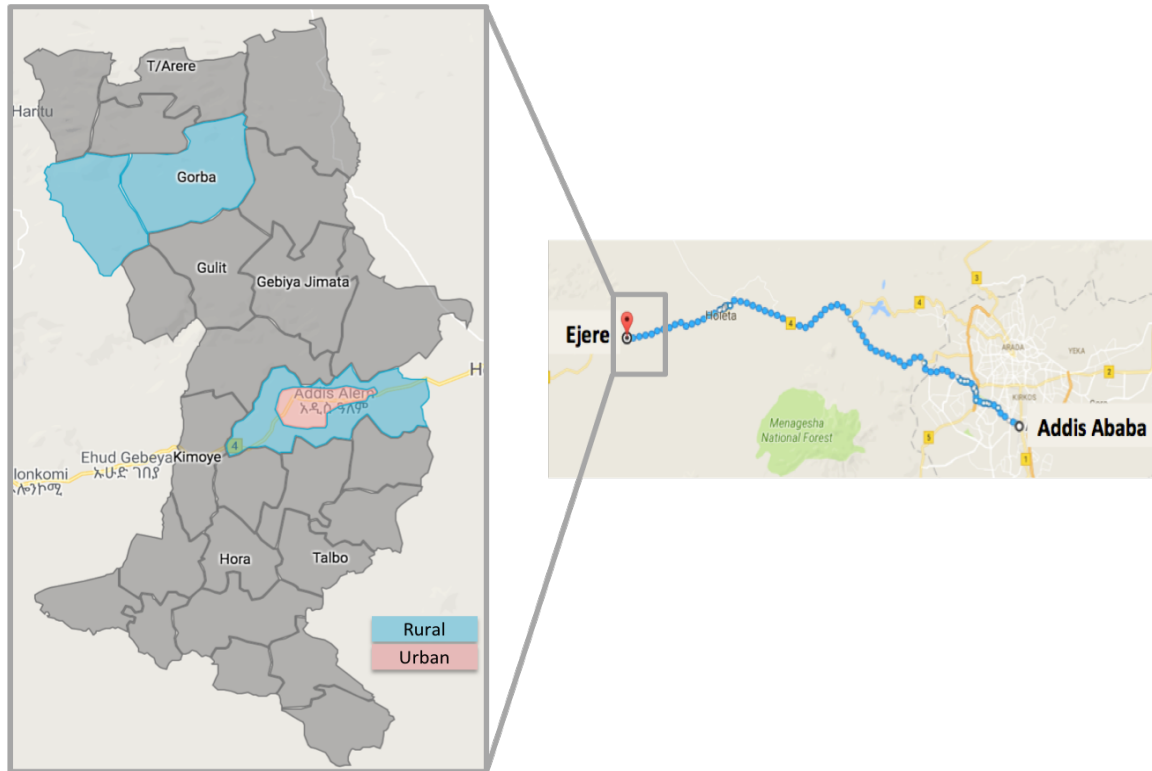 T/Arere
Haritu
Gorba
Gulit
Gebiya Jimata
Addis Alem
አዲስ ዓለም
4
Ehud Gebeya
እሁድ ገበያ
Kimoye
lonkomi
Hora
Talbo
Rural
Urban
Ejere
Holeta
4
4
3
ARADA
YEKA
2
KIRKOS
Menagesha
National Forest
5
1
Addis Ababa